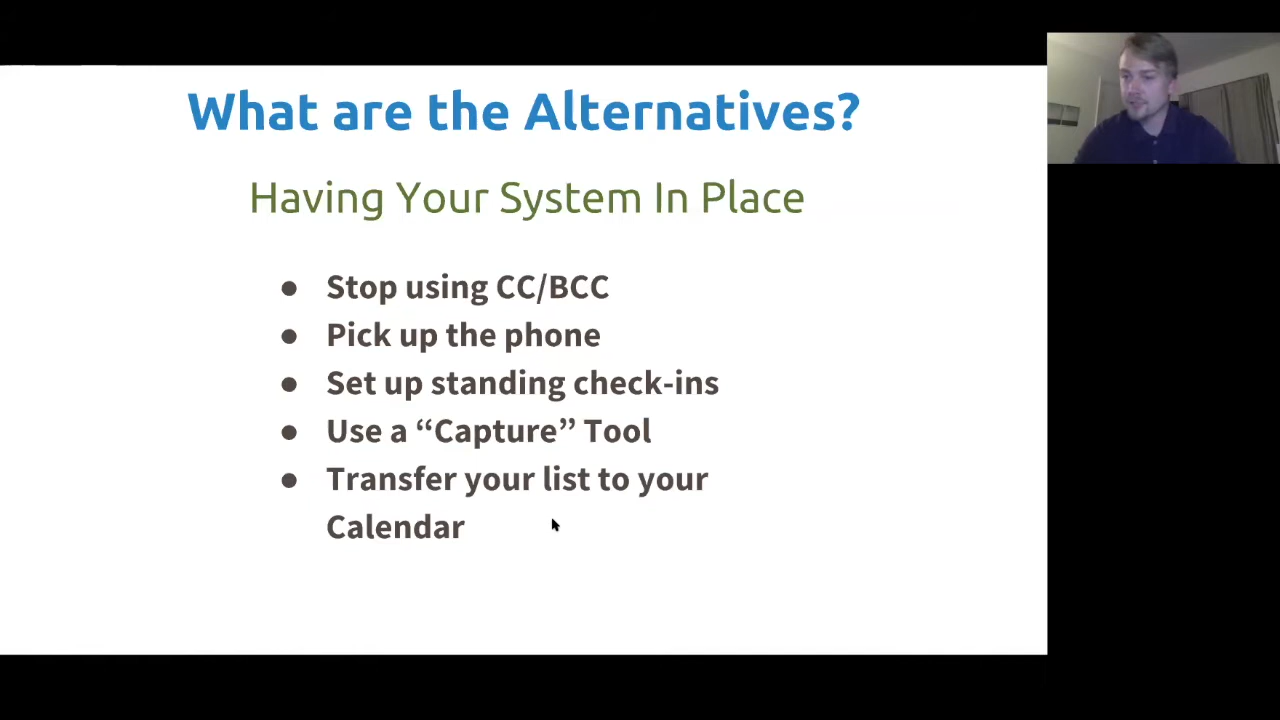 What are the Alternatives?
Having Your System In Place
● Stop using CC/BCC
● Pick up the phone
● Set up standing check-ins
● Use a “Capture” Tool
● Transfer your list to your
Calendar